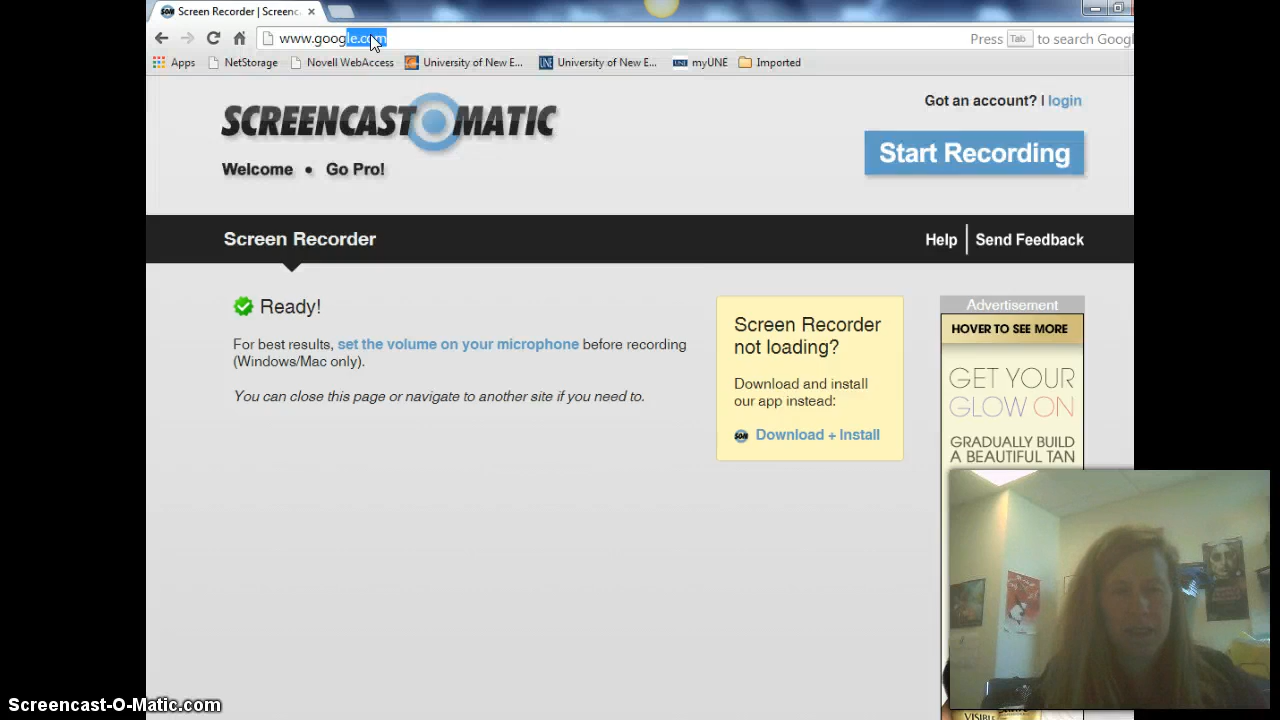 Screen Recorder | Screenc
www.google.com
Press Tab to search Googl
Apps NetStorage Novell WebAccess University of New E... University of New E... myUNE Imported
SCREENCAST-O-MATIC
Got an account? | login
Start Recording
Welcome • Go Pro!
Screen Recorder
Help Send Feedback
Ready!
For best results, set the volume on your microphone before recording
(Windows/Mac only).
You can close this page or navigate to another site if you need to.
Screen Recorder
not loading?
Download and install
our app instead:
SOM Download + Install
Advertisement
HOVER TO SEE MORE
GET YOUR
GLOW ON
GRADUALLY BUILD
A BEAUTIFUL TAN
VISIBLE
Screencast-O-Matic.com